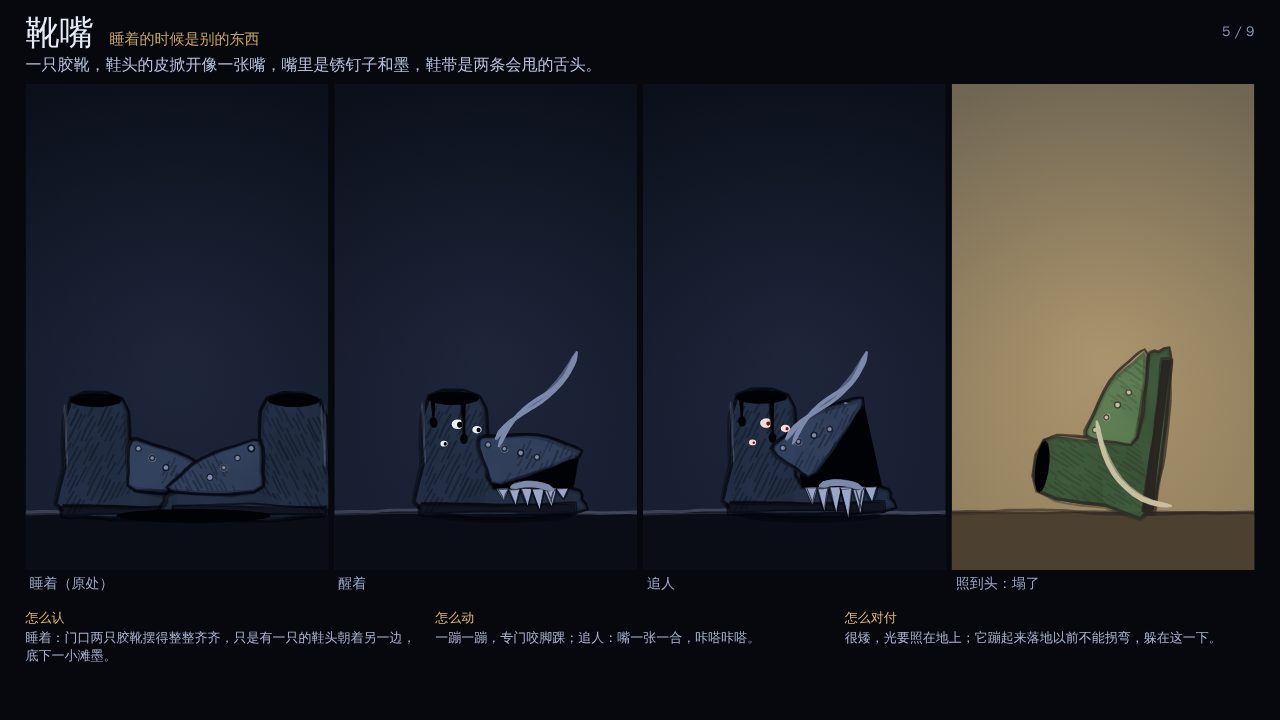 靴嘴 睡着的时候是别的东西
5 / 9
一只胶靴，鞋头的皮掀开像一张嘴，嘴里是锈钉子和墨，鞋带是两条会甩的舌头。
睡着（原处）
醒着
追人
照到头：塌了
怎么认
睡着：门口两只胶靴摆得整整齐齐，只是有一只的鞋头朝着另一边，
底下一小滩墨。
怎么动
一蹦一蹦，专门咬脚踝；追人：嘴一张一合，咔嗒咔嗒。
怎么对付
很矮，光要照在地上；它蹦起来落地以前不能拐弯，躲在这一下。